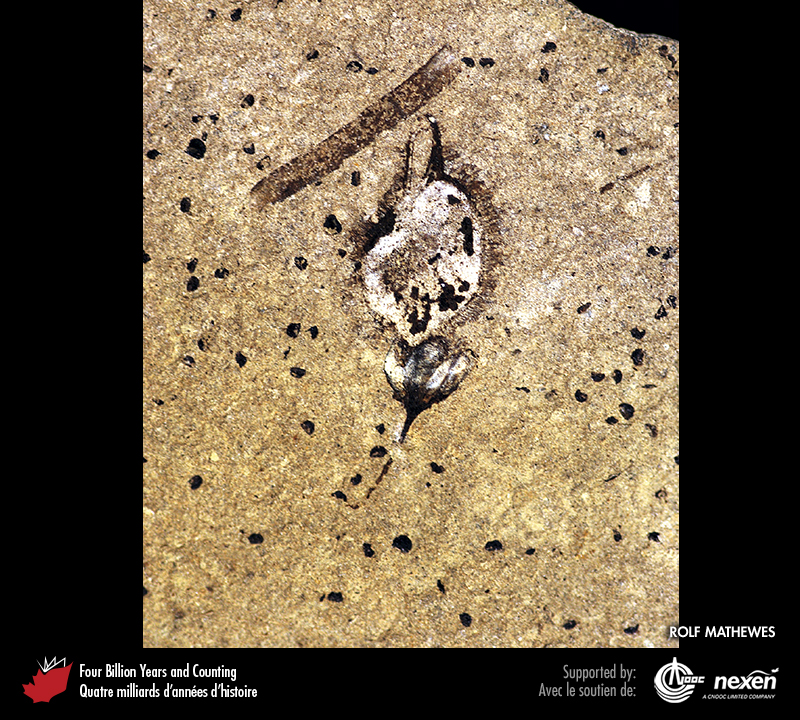 ROLF MATHEWES
Four Billion Years and Counting
Quatre milliards d'années d'histoire
Supported by:
Avec le soutien de:
CNOOC
nexen
A CNOOC LIMITED COMPANY